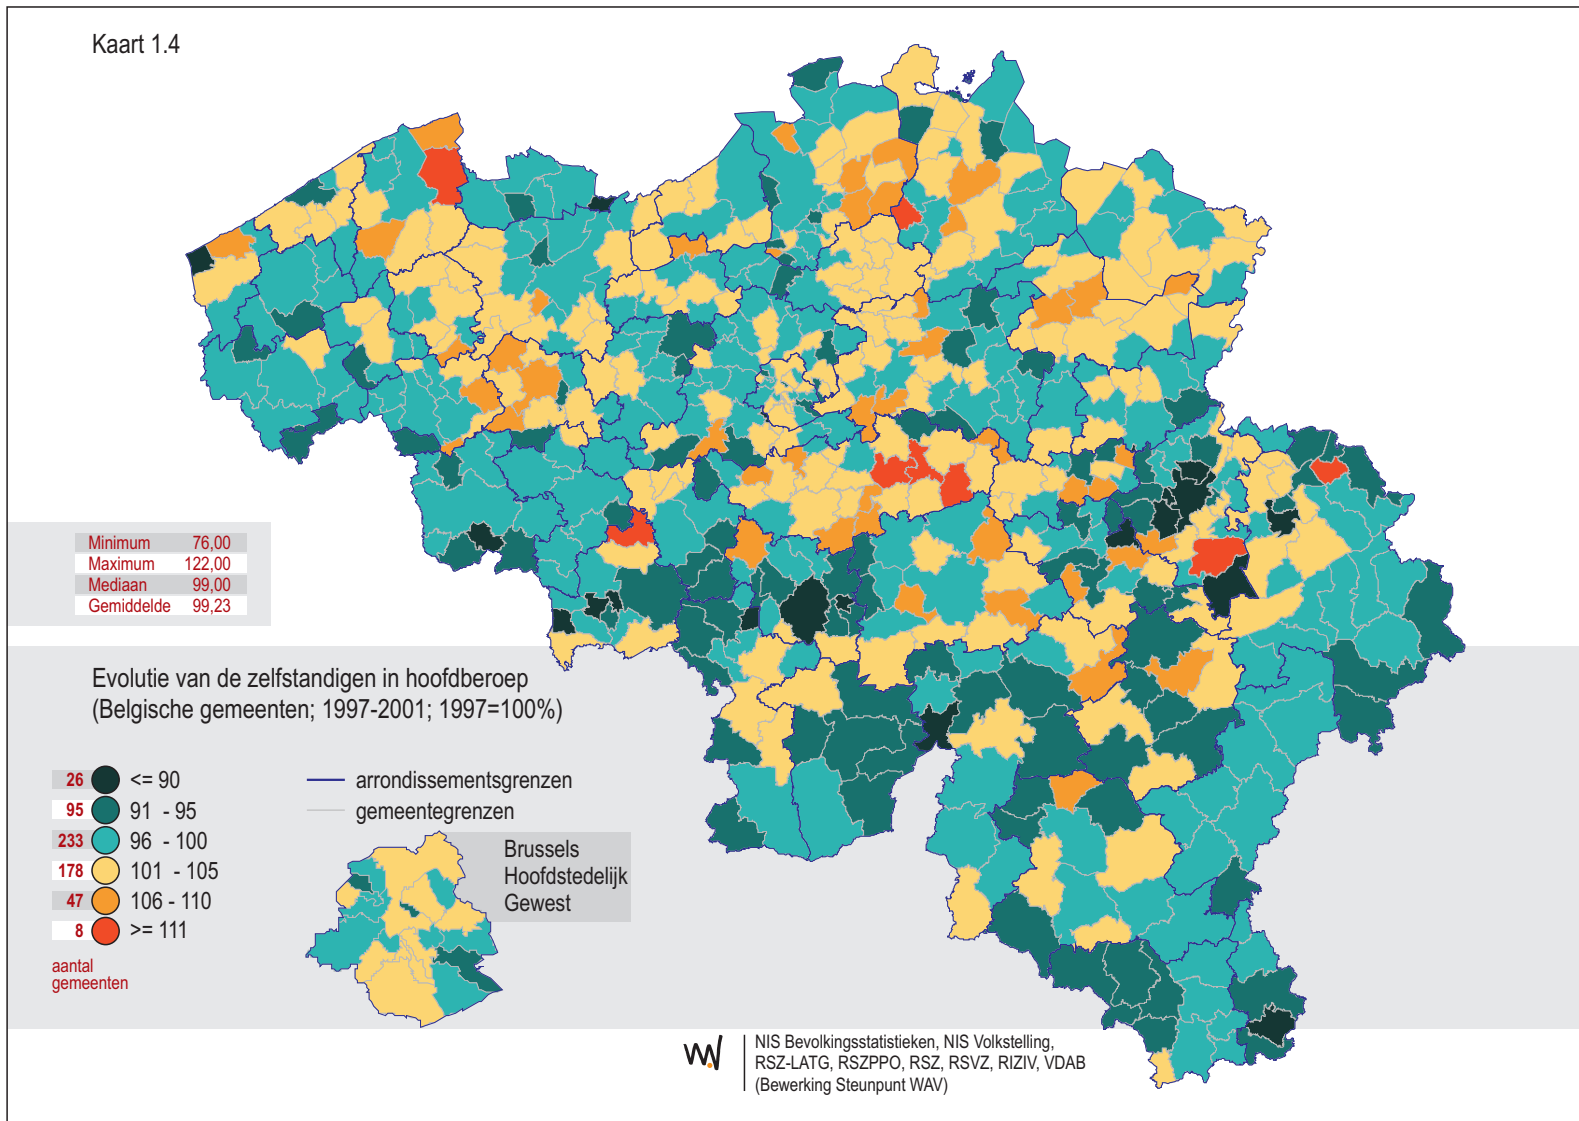 Kaart 1.4
Minimum 76,00
Maximum 122,00
Mediaan 99,00
Gemiddelde 99,23
Evolutie van de zelfstandigen in hoofdberoep
(Belgische gemeenten; 1997-2001; 1997=100%)
26 <= 90
95 91 - 95
233 96 - 100
178 101 - 105
47 106 - 110
8 >= 111
aantal
gemeenten
arrondissementsgrenzen
gemeentegrenzen
Brussels
Hoofdstedelijk
Gewest
NIS Bevolkingsstatistieken, NIS Volkstelling,
RSZ-LATG, RSZPPO, RSZ, RSVZ, RIZIV, VDAB
(Bewerking Steunpunt WAV)